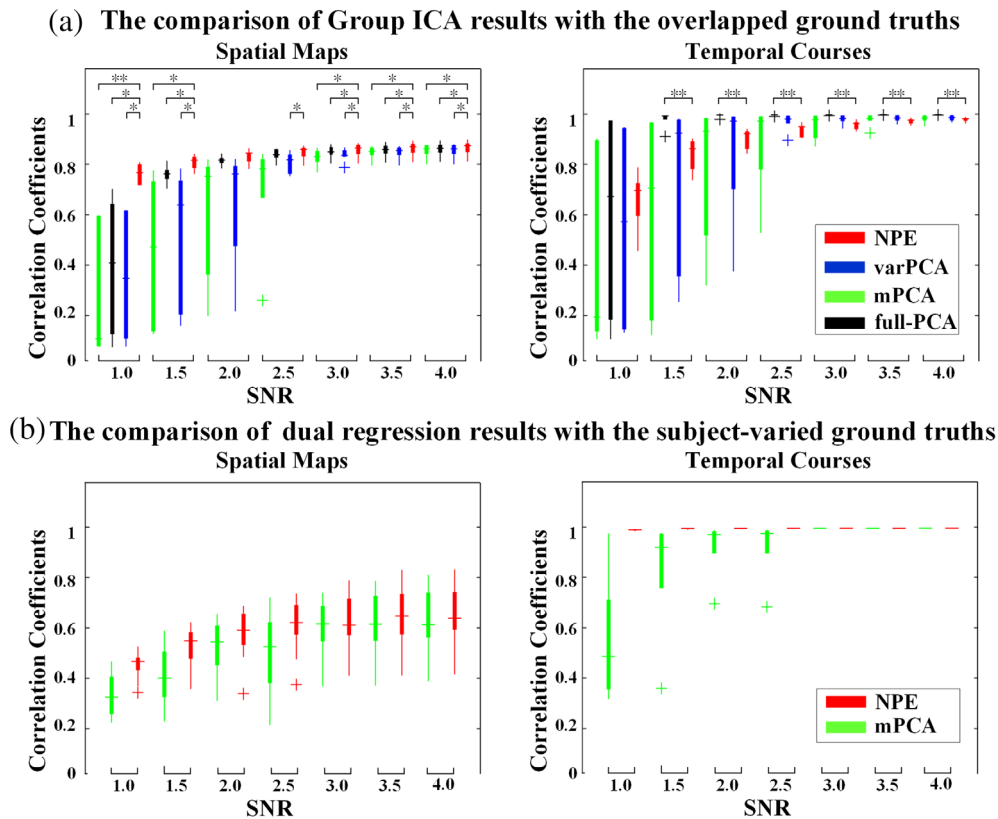 (a) The comparison of Group ICA results with the overlapped ground truths
Spatial Maps
** * * * *
* * * * *
* * * * * *
Correlation Coefficients
1
0.8
0.6
0.4
0.2
0
1.0 1.5 2.0 2.5 3.0 3.5 4.0
SNR
Temporal Courses
** ** ** ** ** **
Correlation Coefficients
1
0.8
0.6
0.4
0.2
0
NPE
varPCA
mPCA
full-PCA
1.0 1.5 2.0 2.5 3.0 3.5 4.0
SNR
(b) The comparison of dual regression results with the subject-varied ground truths
Spatial Maps
Correlation Coefficients
1
0.8
0.6
0.4
0.2
0
1.0 1.5 2.0 2.5 3.0 3.5 4.0
SNR
Temporal Courses
Correlation Coefficients
1
0.8
0.6
0.4
0.2
0
NPE
mPCA
1.0 1.5 2.0 2.5 3.0 3.5 4.0
SNR